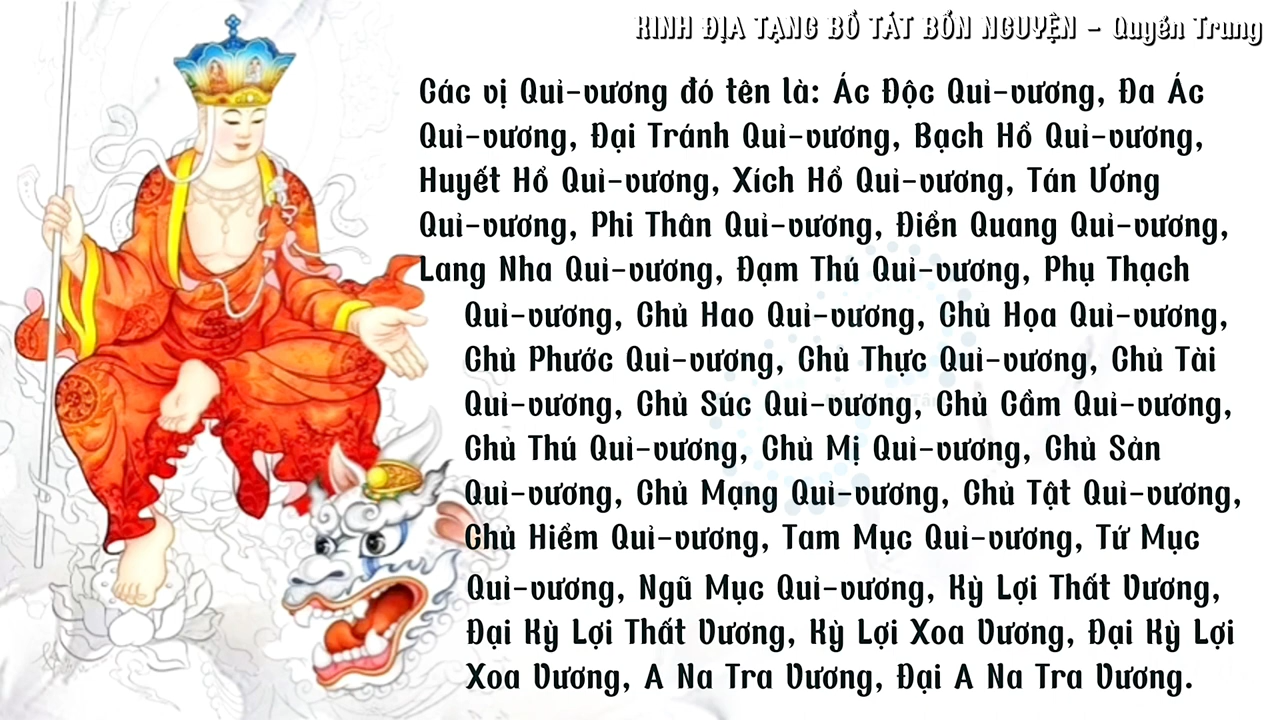 KINH ĐỊA TẠNG BỒ TÁT BỔN NGUYỆN - Quyển Trung
Các vị Quỉ-vương đó tên là: Ác Độc Quỉ-vương, Đa Ác
Quỉ-vương, Đại Tránh Quỉ-vương, Bạch Hổ Quỉ-vương,
Huyết Hổ Quỉ-vương, Xích Hổ Quỉ-vương, Tán Ương
Quỉ-vương, Phi Thân Quỉ-vương, Điển Quang Quỉ-vương,
Lang Nha Quỉ-vương, Đạm Thú Quỉ-vương, Phụ Thạch
Quỉ-vương, Chủ Hao Quỉ-vương, Chủ Họa Quỉ-vương,
Chủ Phước Quỉ-vương, Chủ Thực Quỉ-vương, Chủ Tài
Quỉ-vương, Chủ Súc Quỉ-vương, Chủ Cầm Quỉ-vương,
Chủ Thú Quỉ-vương, Chủ Mị Quỉ-vương, Chủ Sản
Quỉ-vương, Chủ Mạng Quỉ-vương, Chủ Tật Quỉ-vương,
Chủ Hiểm Quỉ-vương, Tam Mục Quỉ-vương, Tứ Mục
Quỉ-vương, Ngũ Mục Quỉ-vương, Kỳ Lợi Thất Vương,
Đại Kỳ Lợi Thất Vương, Kỳ Lợi Xoa Vương, Đại Kỳ Lợi
Xoa Vương, A Na Tra Vương, Đại A Na Tra Vương.